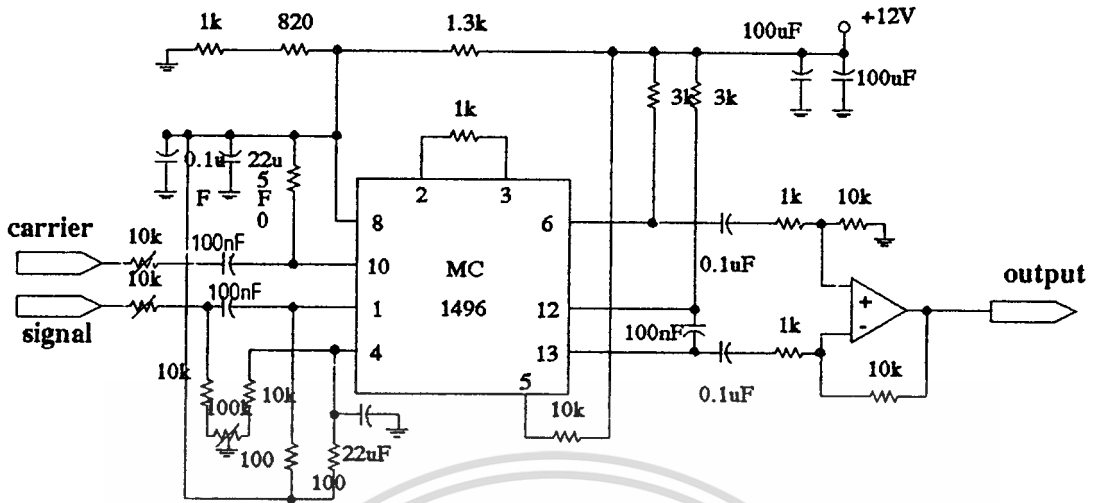 1k 820 1.3k 100uF +12V
100uF
3k 3k
1k
0.1u 22u
F 5
F
0
2 3
carrier 10k 100nF
8
10
6
1k 10k
0.1uF
output
MC
1496
10k 100nF
signal
1
4
12
13
5
100nF
+
-
1k
10k
0.1uF
10k
10k
100k
10k
100
100
22uF